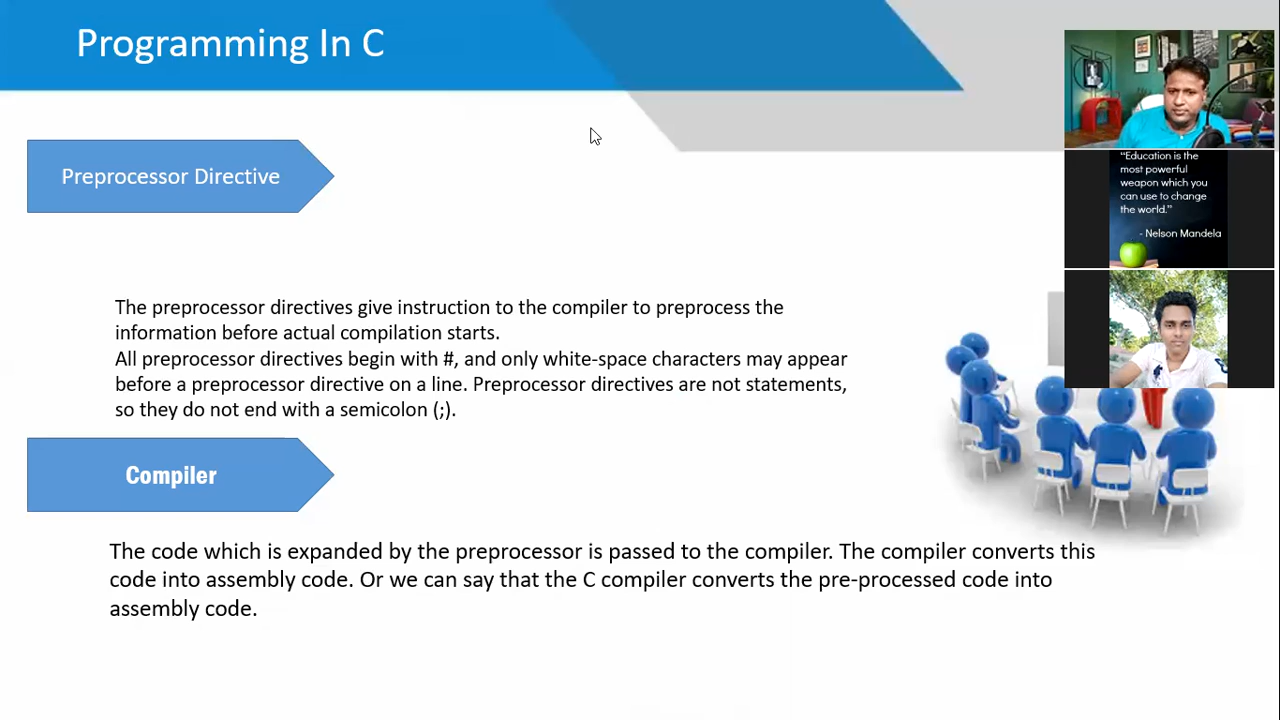 Programming In C
Preprocessor Directive
The preprocessor directives give instruction to the compiler to preprocess the
information before actual compilation starts.
All preprocessor directives begin with #, and only white-space characters may appear
before a preprocessor directive on a line. Preprocessor directives are not statements,
so they do not end with a semicolon (;).
Compiler
The code which is expanded by the preprocessor is passed to the compiler. The compiler converts this
code into assembly code. Or we can say that the C compiler converts the pre-processed code into
assembly code.
“Education is the
most powerful
weapon which you
can use to change
the world.”
- Nelson Mandela